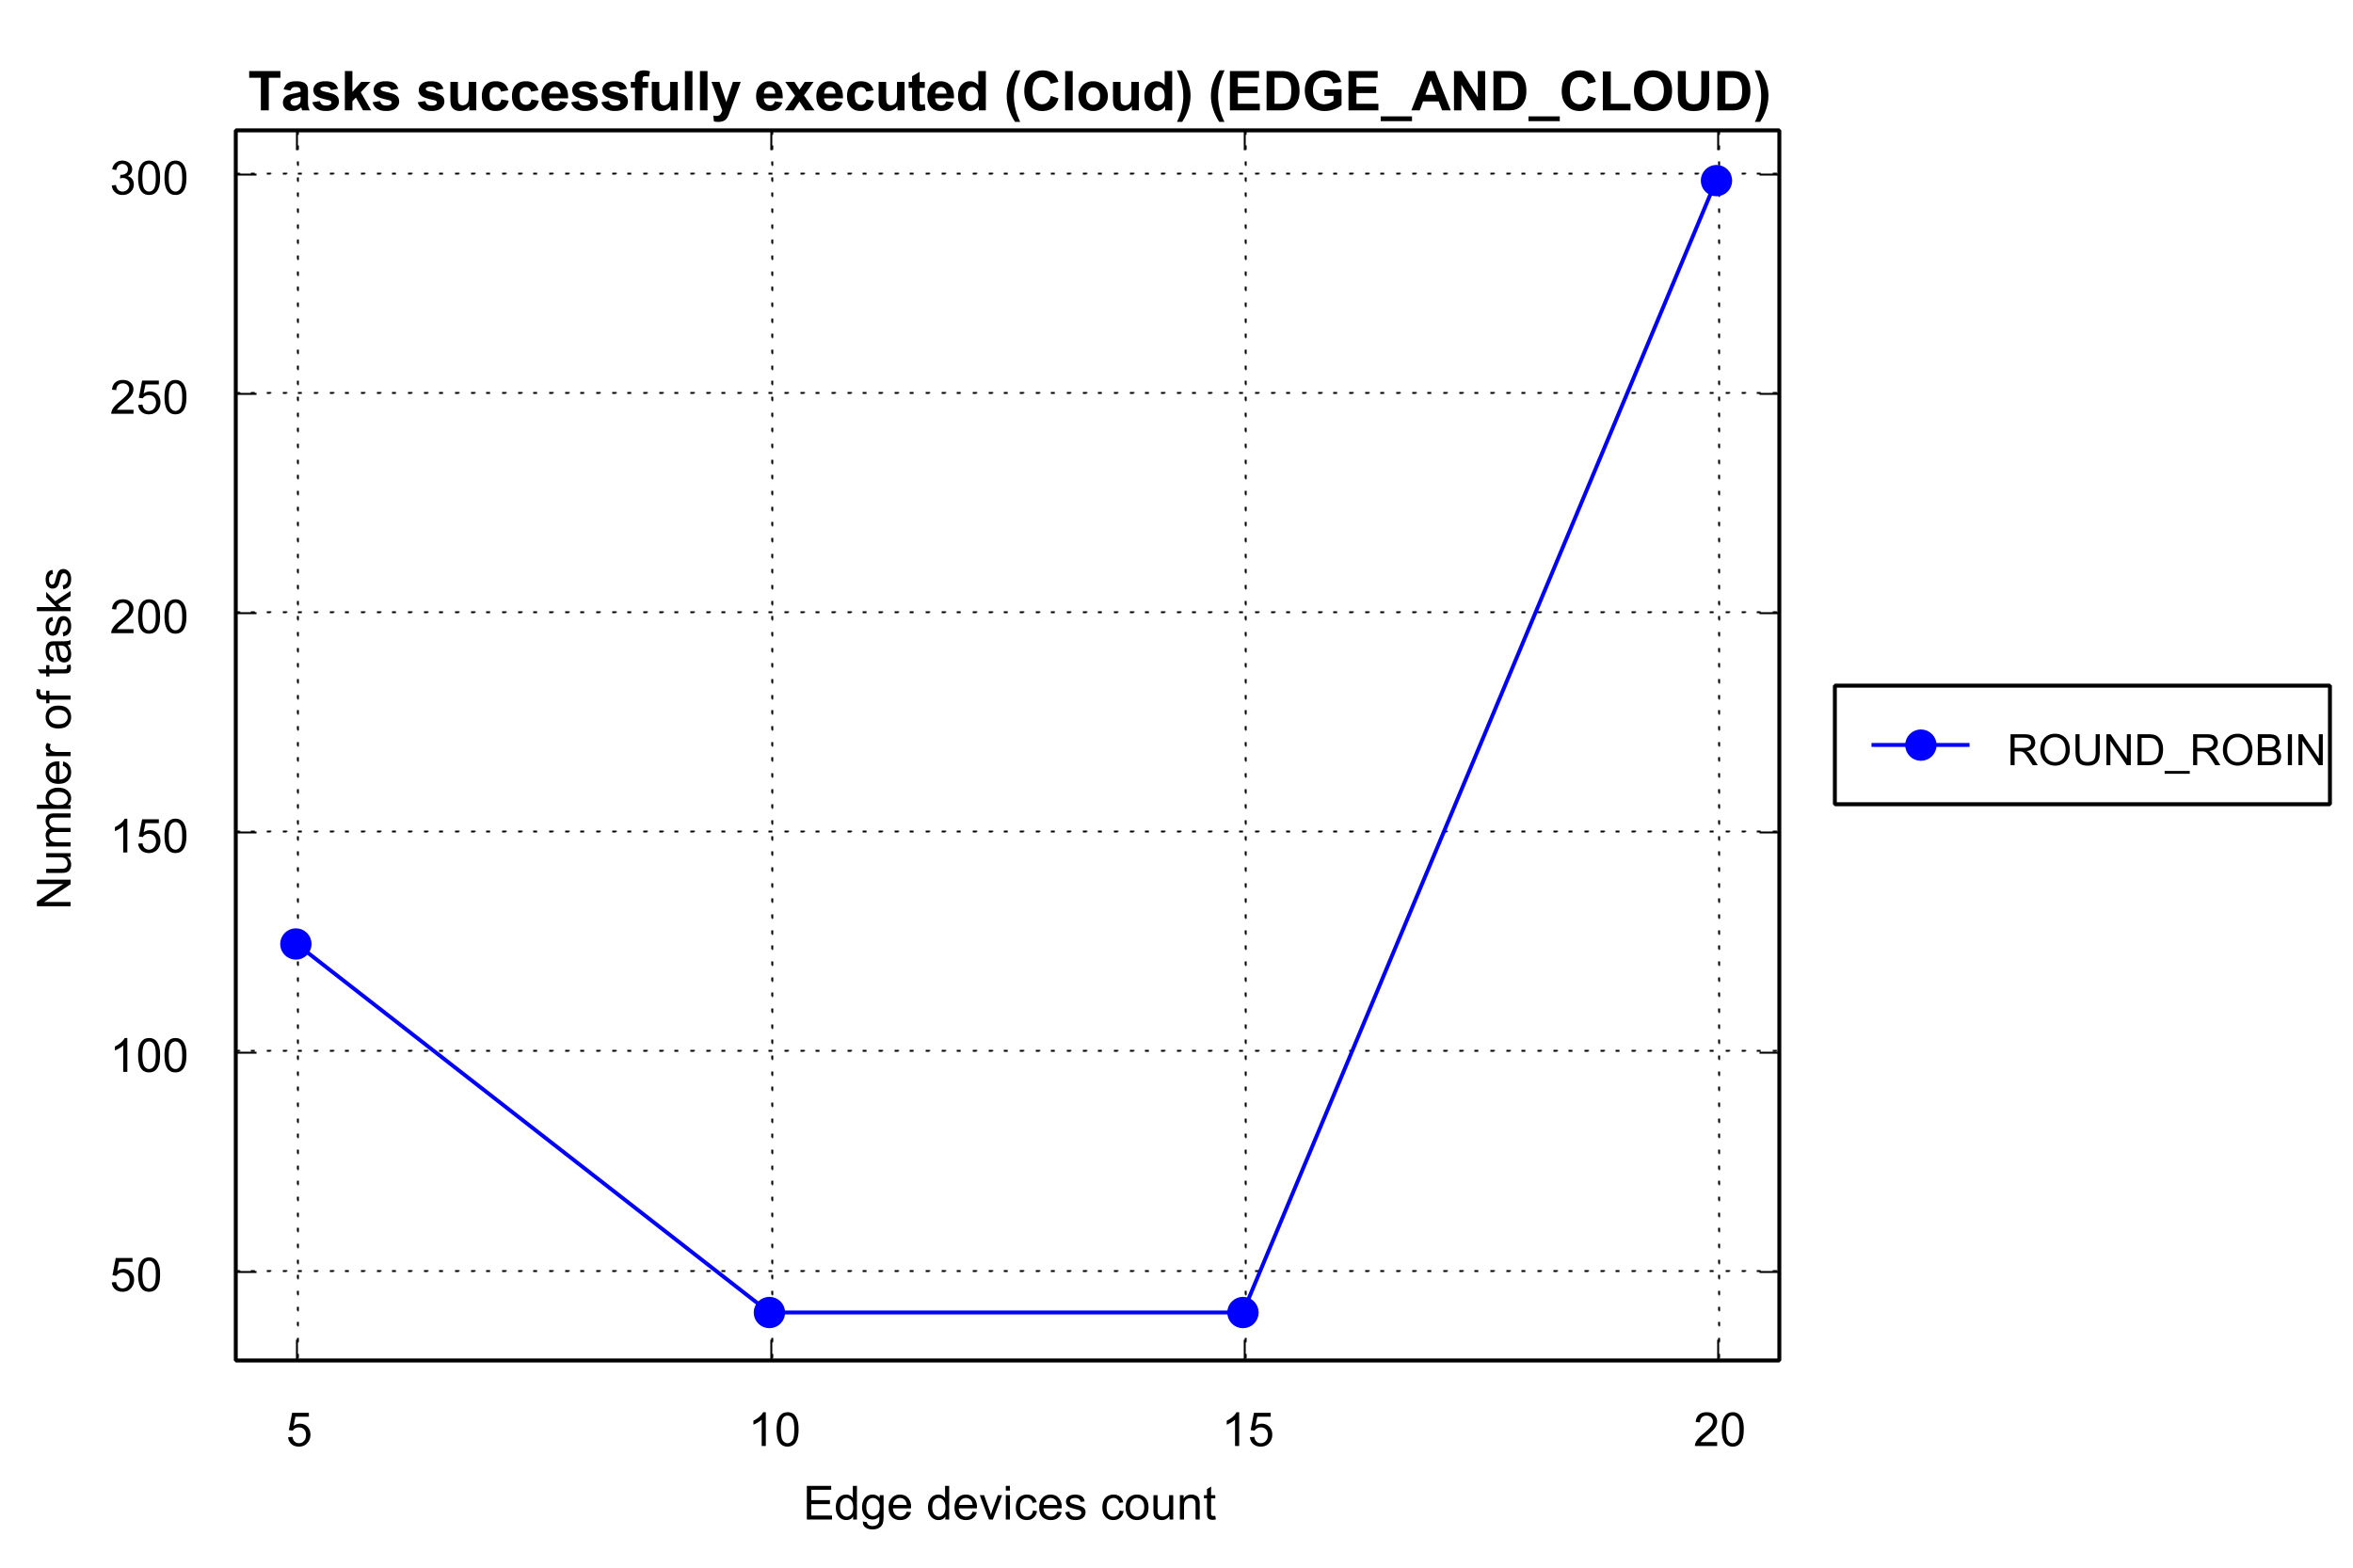 Tasks successfully executed (Cloud) (EDGE_AND_CLOUD)
300
250
200
150
100
50
Number of tasks
5 10 15 20
Edge devices count
ROUND_ROBIN